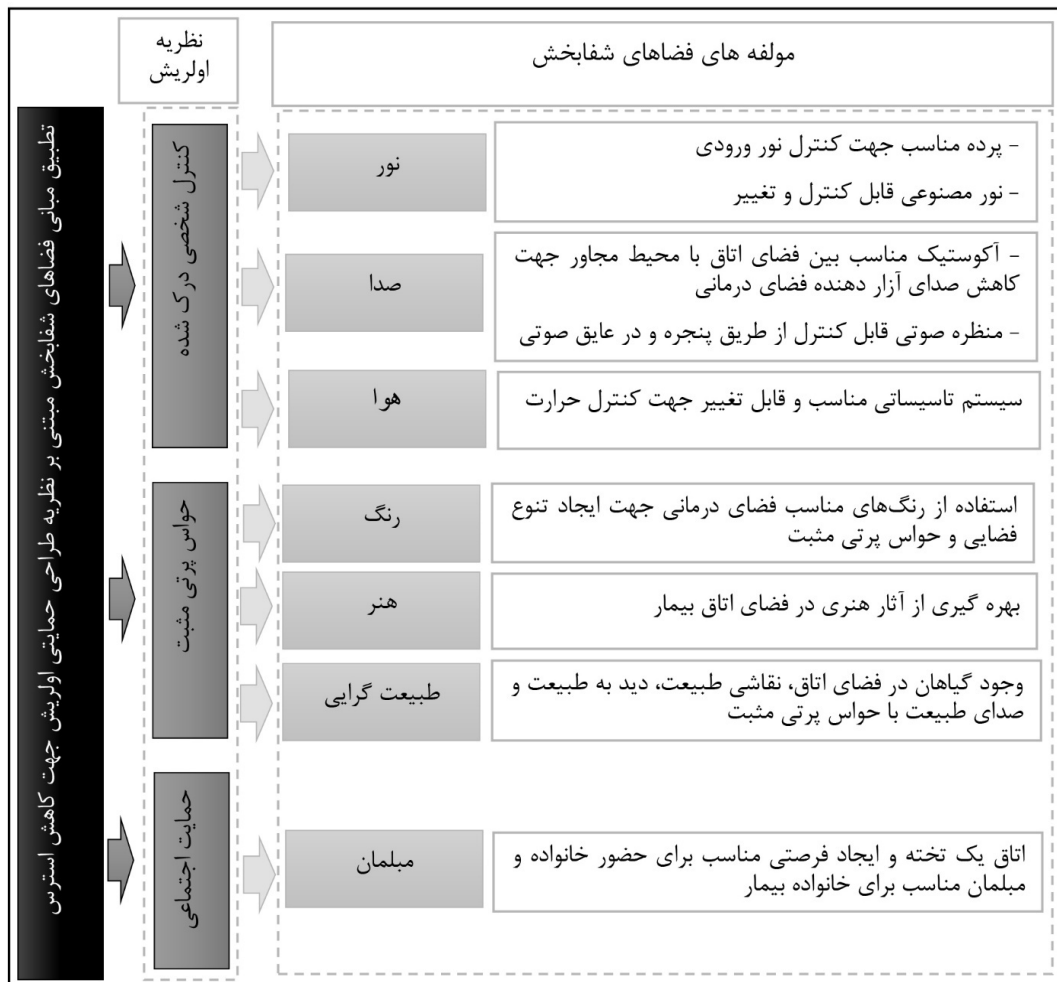 نظریه
اولریش
مولفه های فضاهای شفابخش
تطبیق مبانی فضاهای شفابخش مبتنی بر نظریه طراحی حمایتی اولریش جهت کاهش استرس
کنترل شخصی درک شده
نور
- پرده مناسب جهت کنترل نور ورودی
- نور مصنوعی قابل کنترل و تغییر
صدا
- آکوستیک مناسب بین فضای اتاق با محیط مجاور جهت
کاهش صدای آزار دهنده فضای درمانی
- منظره صوتی قابل کنترل از طریق پنجره و در عایق صوتی
هوا
سیستم تاسیساتی مناسب و قابل تغییر جهت کنترل حرارت
حواس پرتی مثبت
رنگ
استفاده از رنگ‌های مناسب فضای درمانی جهت ایجاد تنوع
فضایی و حواس پرتی مثبت
هنر
بهره گیری از آثار هنری در فضای اتاق بیمار
طبیعت گرایی
وجود گیاهان در فضای اتاق، نقاشی طبیعت، دید به طبیعت و
صدای طبیعت با حواس پرتی مثبت
حمایت اجتماعی
مبلمان
اتاق یک تخته و ایجاد فرصتی مناسب برای حضور خانواده و
مبلمان مناسب برای خانواده بیمار